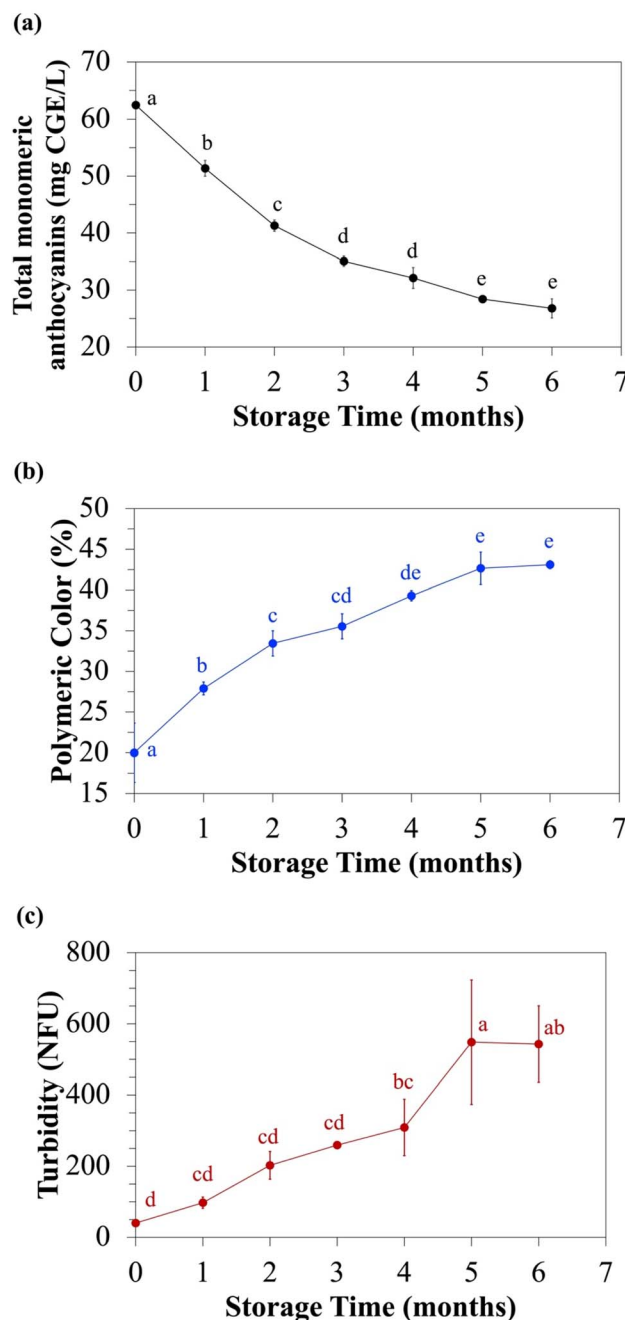 (a)
Total monomeric
anthocyanins (mg CGE/L)
70
60
50
40
30
20
a
b
c
d
d
e
e
0 1 2 3 4 5 6 7
Storage Time (months)
(b)
Polymeric Color (%)
50
45
40
35
30
25
20
15
a
b
c
cd
de
e
e
0 1 2 3 4 5 6 7
Storage Time (months)
(c)
Turbidity (NFU)
800
600
400
200
0
d
cd
cd
cd
bc
a
ab
0 1 2 3 4 5 6 7
Storage Time (months)